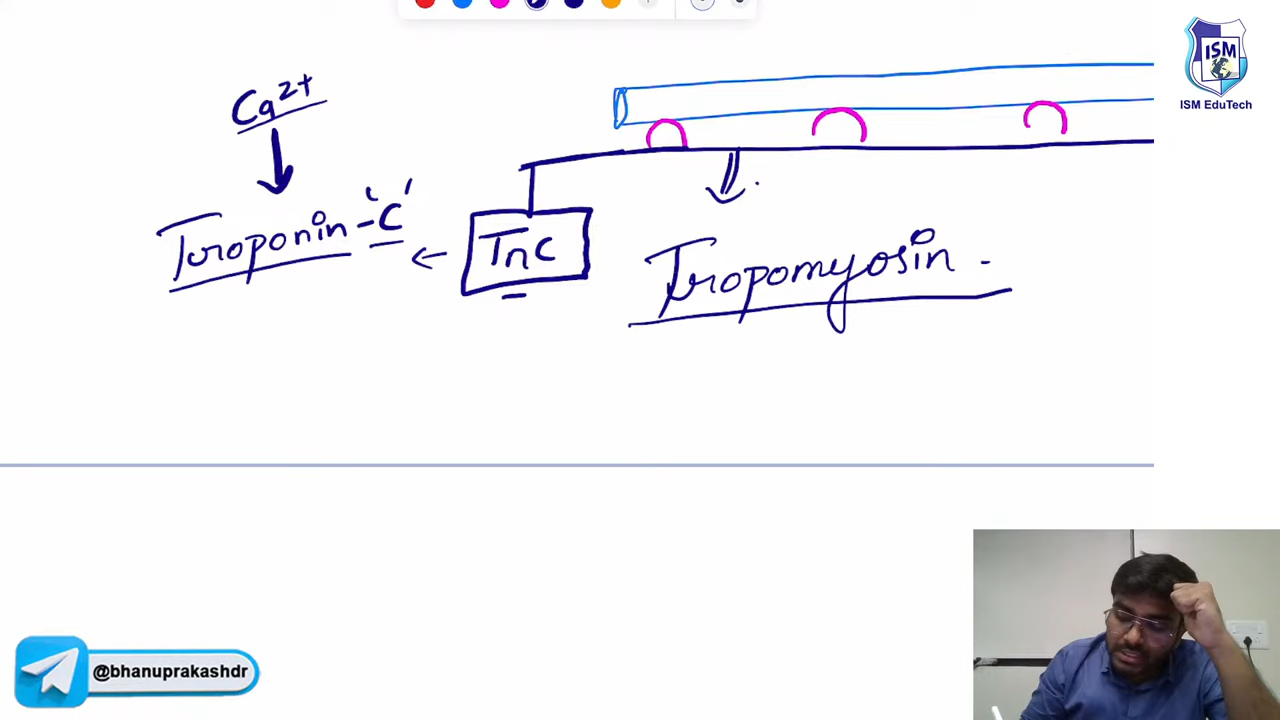 ISM
ISM EduTech
Ca2+
Troponin-'C'
TnC
Tropomyosin.
@bhanuprakashdr